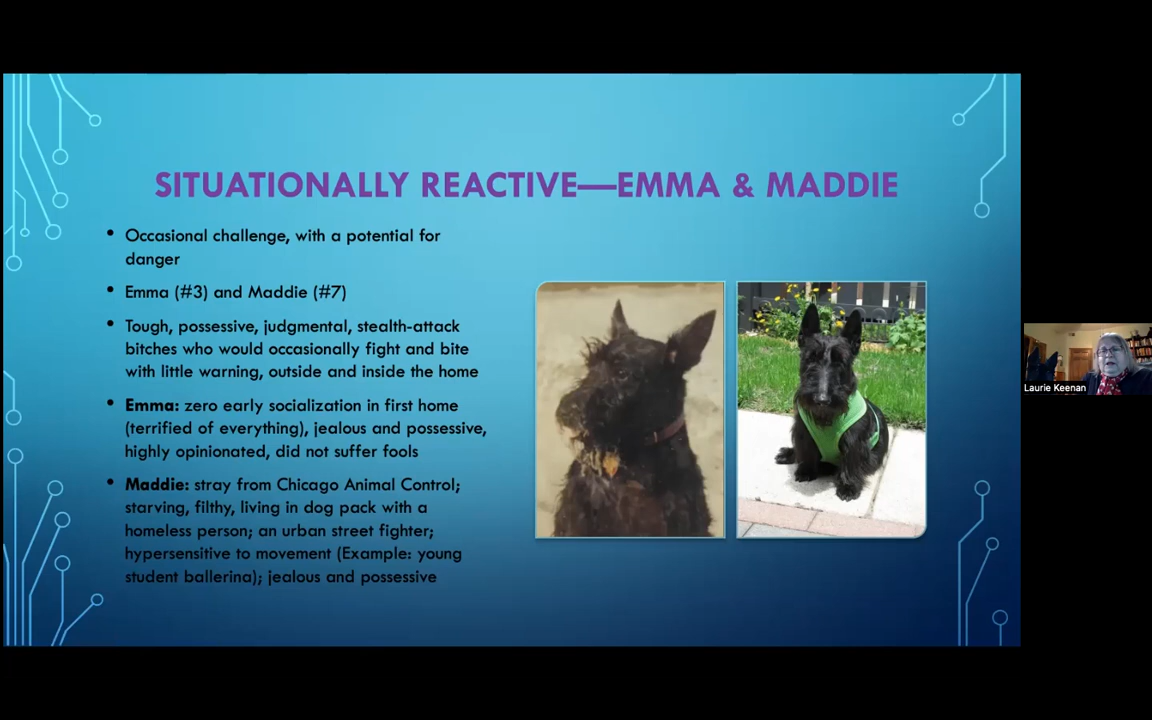 SITUATIONALLY REACTIVE—EMMA & MADDIE
• Occasional challenge, with a potential for
danger
• Emma (#3) and Maddie (#7)
• Tough, possessive, judgmental, stealth-attack
bitches who would occasionally fight and bite
with little warning, outside and inside the home
• Emma: zero early socialization in first home
(terrified of everything), jealous and possessive,
highly opinionated, did not suffer fools
• Maddie: stray from Chicago Animal Control;
starving, filthy, living in dog pack with a
homeless person; an urban street fighter;
hypersensitive to movement (Example: young
student ballerina); jealous and possessive
Laurie Keenan